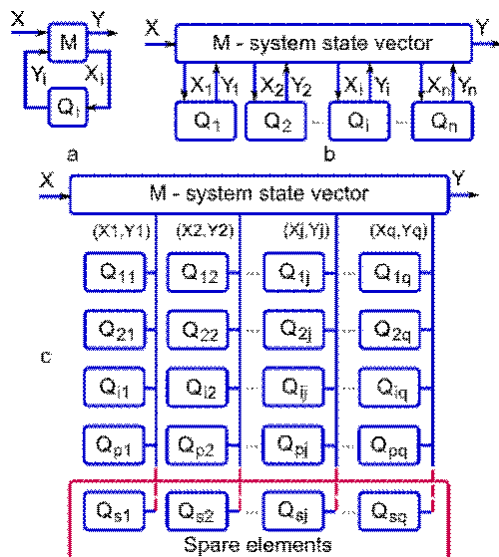 X M Y
Yi Xi
Qi
a
X M - system state vector Y
X1 Y1 X2 Y2 Xi Yi Xn Yn
Q1 Q2 ... Qi ... Qn
b
X M - system state vector Y
(X1,Y1) (X2,Y2) (Xj,Yj) (Xq,Yq)
Q11 Q12 ... Q1j ... Q1q
Q21 Q22 ... Q2j ... Q2q
c
Qi1 Qi2 ... Qij ... Qiq
Qp1 Qp2 ... Qpj ... Qpq
Qs1 Qs2 ... Qsj ... Qsq
Spare elements